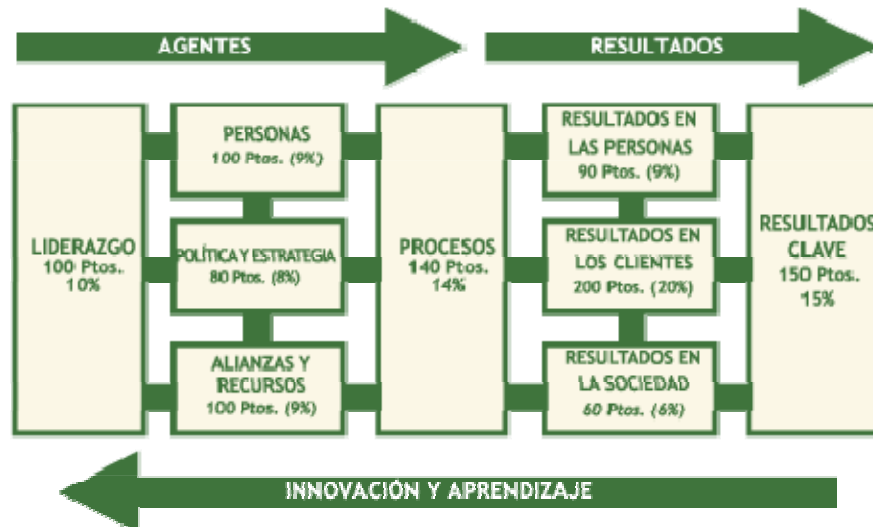 AGENTES
RESULTADOS
LIDERAZGO
100 Ptos.
10%
PERSONAS
100 Ptos. (9%)
POLÍTICA Y ESTRATEGIA
80 Ptos. (8%)
ALIANZAS Y
RECURSOS
100 Ptos. (9%)
PROCESOS
140 Ptos.
14%
RESULTADOS EN
LAS PERSONAS
90 Ptos. (9%)
RESULTADOS EN
LOS CLIENTES
200 Ptos. (20%)
RESULTADOS EN
LA SOCIEDAD
60 Ptos. (6%)
RESULTADOS
CLAVE
150 Ptos.
15%
INNOVACIÓN Y APRENDIZAJE